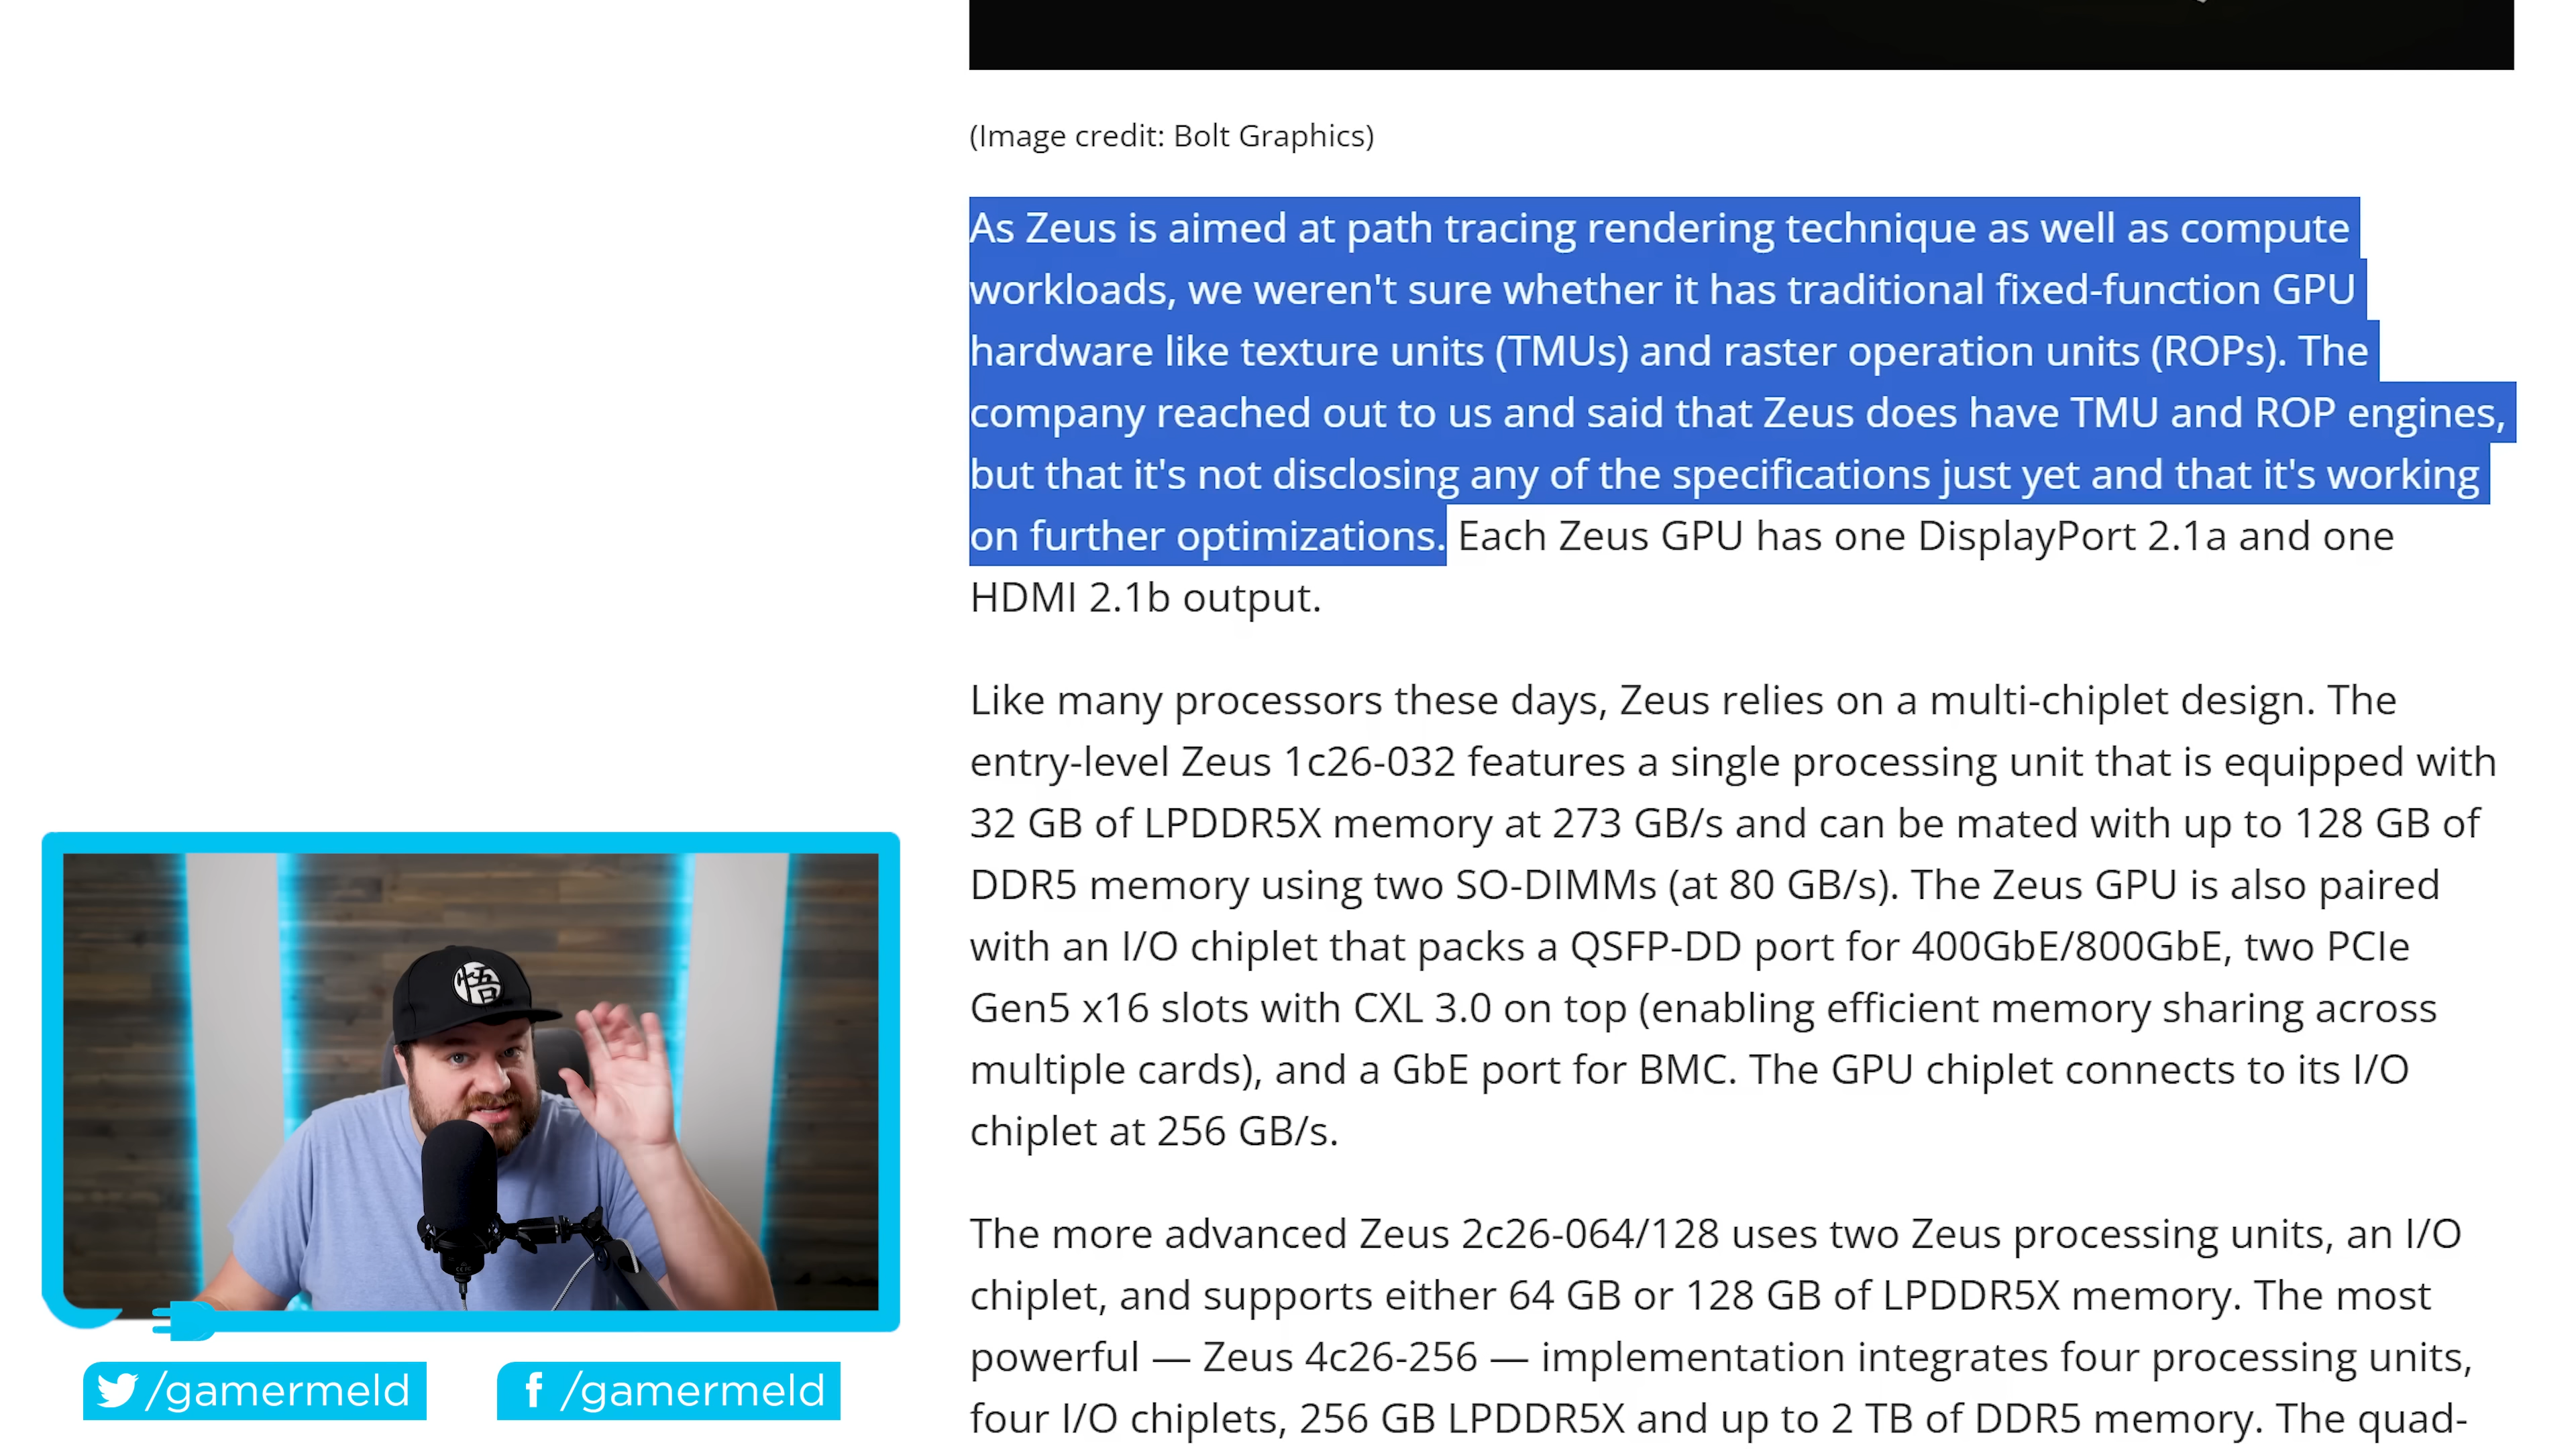 (Image credit: Bolt Graphics)
As Zeus is aimed at path tracing rendering technique as well as compute
workloads, we weren't sure whether it has traditional fixed-function GPU
hardware like texture units (TMUs) and raster operation units (ROPs). The
company reached out to us and said that Zeus does have TMU and ROP engines,
but that it's not disclosing any of the specifications just yet and that it's working
on further optimizations. Each Zeus GPU has one DisplayPort 2.1a and one
HDMI 2.1b output.
Like many processors these days, Zeus relies on a multi-chiplet design. The
entry-level Zeus 1c26-032 features a single processing unit that is equipped with
32 GB of LPDDR5X memory at 273 GB/s and can be mated with up to 128 GB of
DDR5 memory using two SO-DIMMs (at 80 GB/s). The Zeus GPU is also paired
with an I/O chiplet that packs a QSFP-DD port for 400GbE/800GbE, two PCIe
Gen5 x16 slots with CXL 3.0 on top (enabling efficient memory sharing across
multiple cards), and a GbE port for BMC. The GPU chiplet connects to its I/O
chiplet at 256 GB/s.
The more advanced Zeus 2c26-064/128 uses two Zeus processing units, an I/O
chiplet, and supports either 64 GB or 128 GB of LPDDR5X memory. The most
powerful — Zeus 4c26-256 — implementation integrates four processing units,
four I/O chiplets, 256 GB LPDDR5X and up to 2 TB of DDR5 memory. The quad-
悟
/gamermeld
/gamermeld